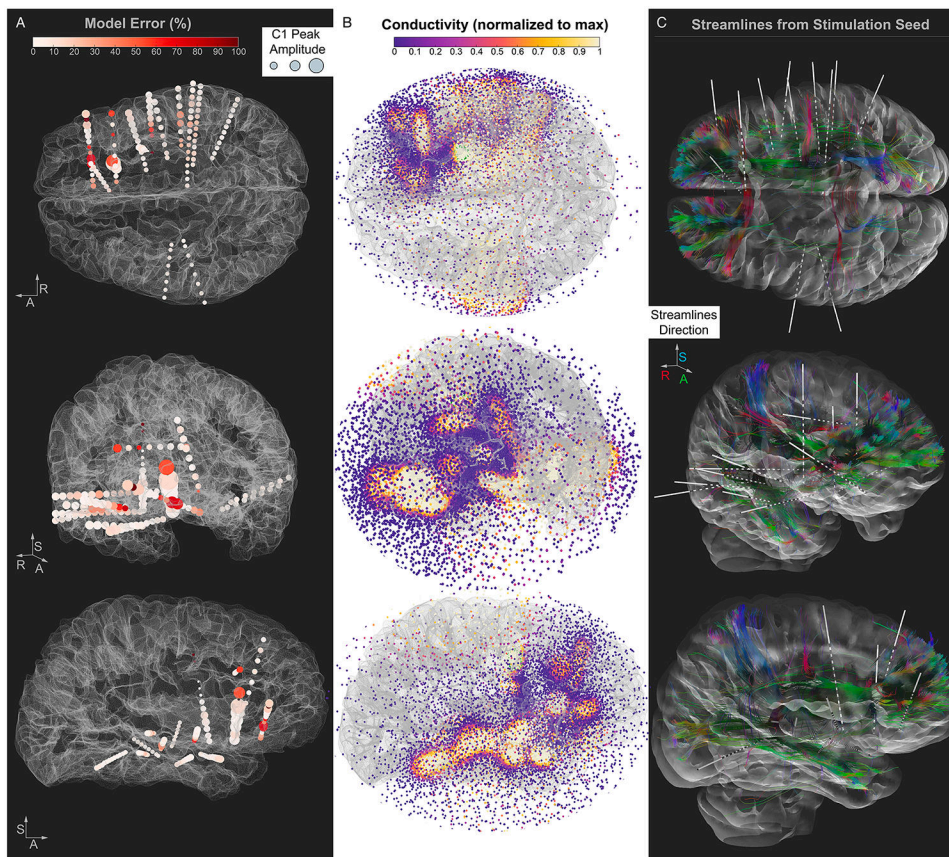 A
Model Error (%)
0 10 20 30 40 50 60 70 80 90 100
C1 Peak
Amplitude
R
A
S
R
A
S
A
B
Conductivity (normalized to max)
0 0.1 0.2 0.3 0.4 0.5 0.6 0.7 0.8 0.9 1
C
Streamlines from Stimulation Seed
Streamlines
Direction
S
R
A